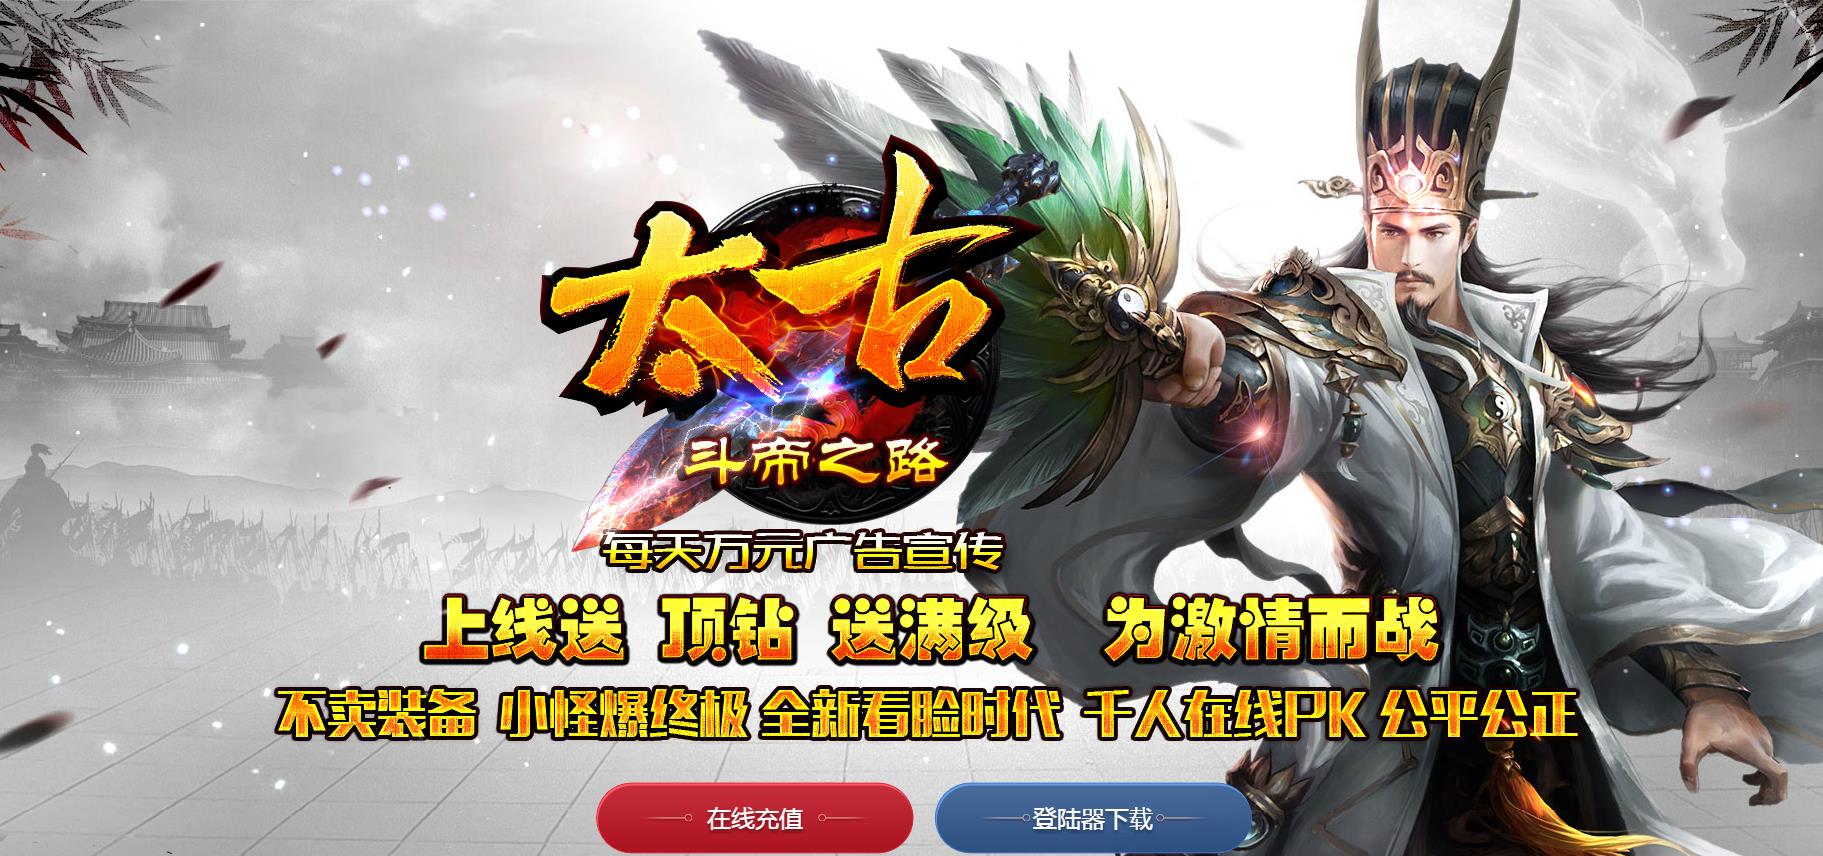 太古
斗帝之路
每天万元广告宣传
上线送 顶钻 送满级 为激情而战
不卖装备 小怪爆终极 全新看脸时代 千人在线PK 公平公正
在线充值
登陆器下载